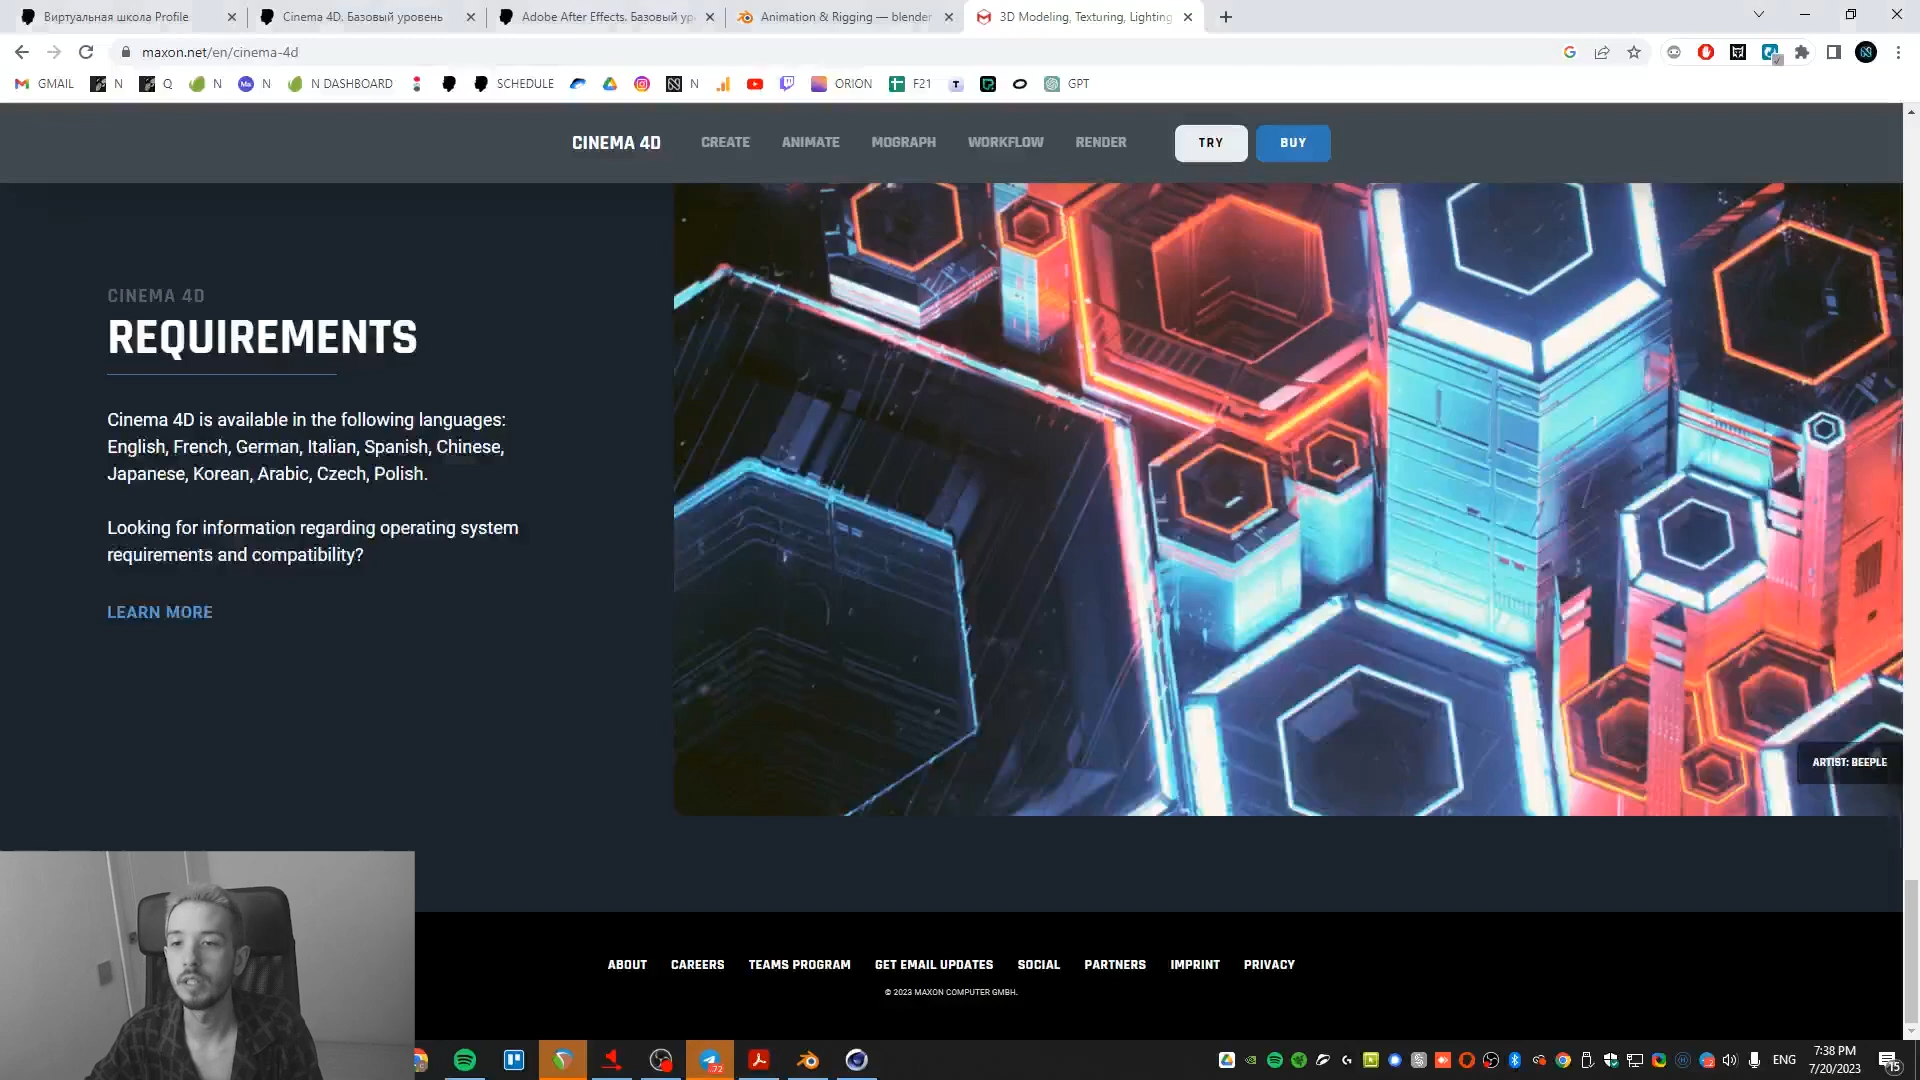 Виртуальная школа Profile
Cinema 4D. Базовый уровень
Adobe After Effects. Базовый ур
Animation & Rigging — blender
3D Modeling, Texturing, Lighting
maxon.net/en/cinema-4d
GMAIL
N
Q
N
N
N DASHBOARD
SCHEDULE
N
ORION
F21
GPT
CINEMA 4D
CREATE
ANIMATE
MOGRAPH
WORKFLOW
RENDER
TRY
BUY
CINEMA 4D
REQUIREMENTS
Cinema 4D is available in the following languages:
English, French, German, Italian, Spanish, Chinese,
Japanese, Korean, Arabic, Czech, Polish.
Looking for information regarding operating system
requirements and compatibility?
LEARN MORE
ARTIST: BEEPLE
ABOUT
CAREERS
TEAMS PROGRAM
GET EMAIL UPDATES
SOCIAL
PARTNERS
IMPRINT
PRIVACY
© 2023 MAXON COMPUTER GMBH.
72
ENG
7:38 PM
7/20/2023
15